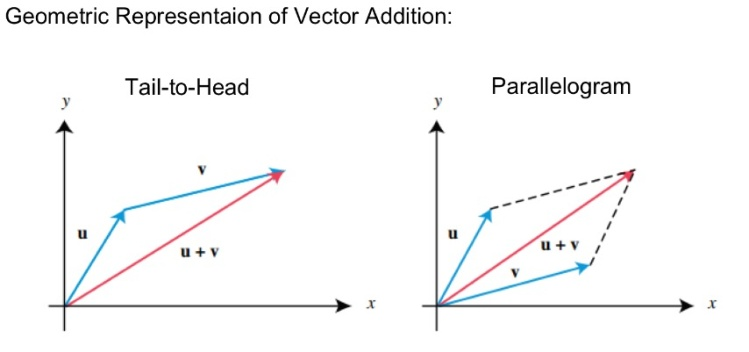 Geometric Representaion of Vector Addition:
Tail-to-Head
y
v
u
u + v
x
Parallelogram
y
u
u + v
v
x